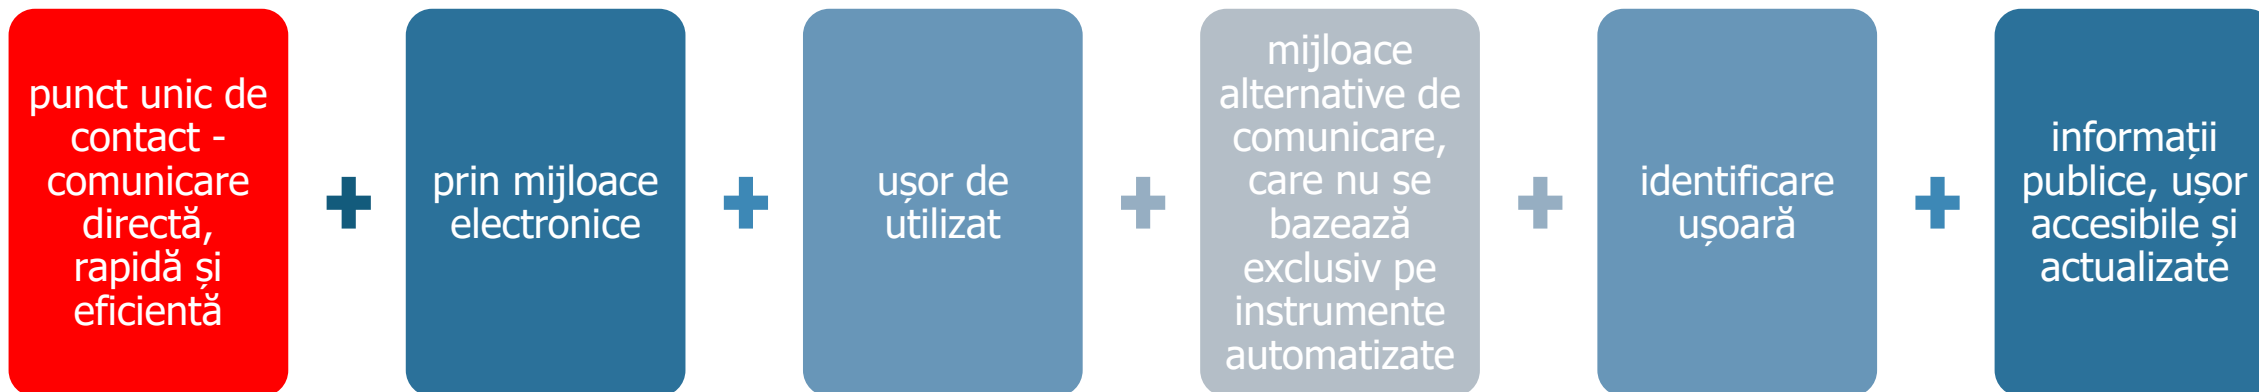 punct unic de
contact -
comunicare
directă,
rapidă și
eficientă
prin mijloace
electronice
ușor de
utilizat
mijloace
alternative de
comunicare,
care nu se
bazează
exclusiv pe
instrumente
automatizate
identificare
ușoară
informații
publice, ușor
accesibile și
actualizate